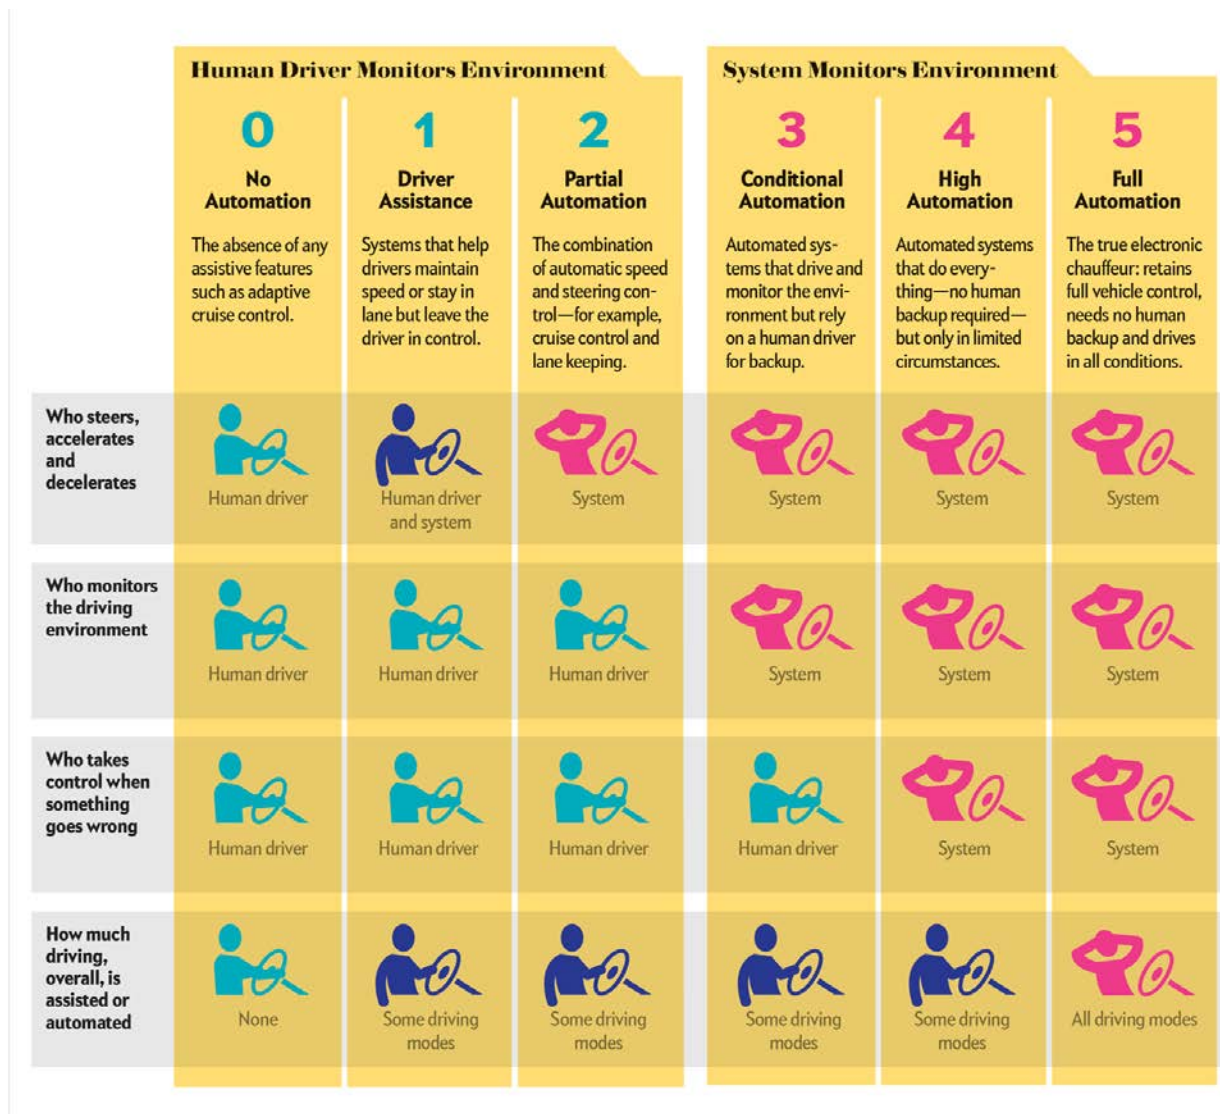 Human Driver Monitors Environment
System Monitors Environment
0
No
Automation
The absence of any
assistive features
such as adaptive
cruise control.
1
Driver
Assistance
Systems that help
drivers maintain
speed or stay in
lane but leave the
driver in control.
2
Partial
Automation
The combination
of automatic speed
and steering con-
trol—for example,
cruise control and
lane keeping.
3
Conditional
Automation
Automated sys-
tems that drive and
monitor the envi-
ronment but rely
on a human driver
for backup.
4
High
Automation
Automated systems
that do every-
thing—no human
backup required—
but only in limited
circumstances.
5
Full
Automation
The true electronic
chauffeur: retains
full vehicle control,
needs no human
backup and drives
in all conditions.
Who steers,
accelerates
and
decelerates
Human driver
Human driver
and system
System
System
System
System
Who monitors
the driving
environment
Human driver
Human driver
Human driver
System
System
System
Who takes
control when
something
goes wrong
Human driver
Human driver
Human driver
Human driver
System
System
How much
driving,
overall, is
assisted or
automated
None
Some driving
modes
Some driving
modes
Some driving
modes
Some driving
modes
All driving modes